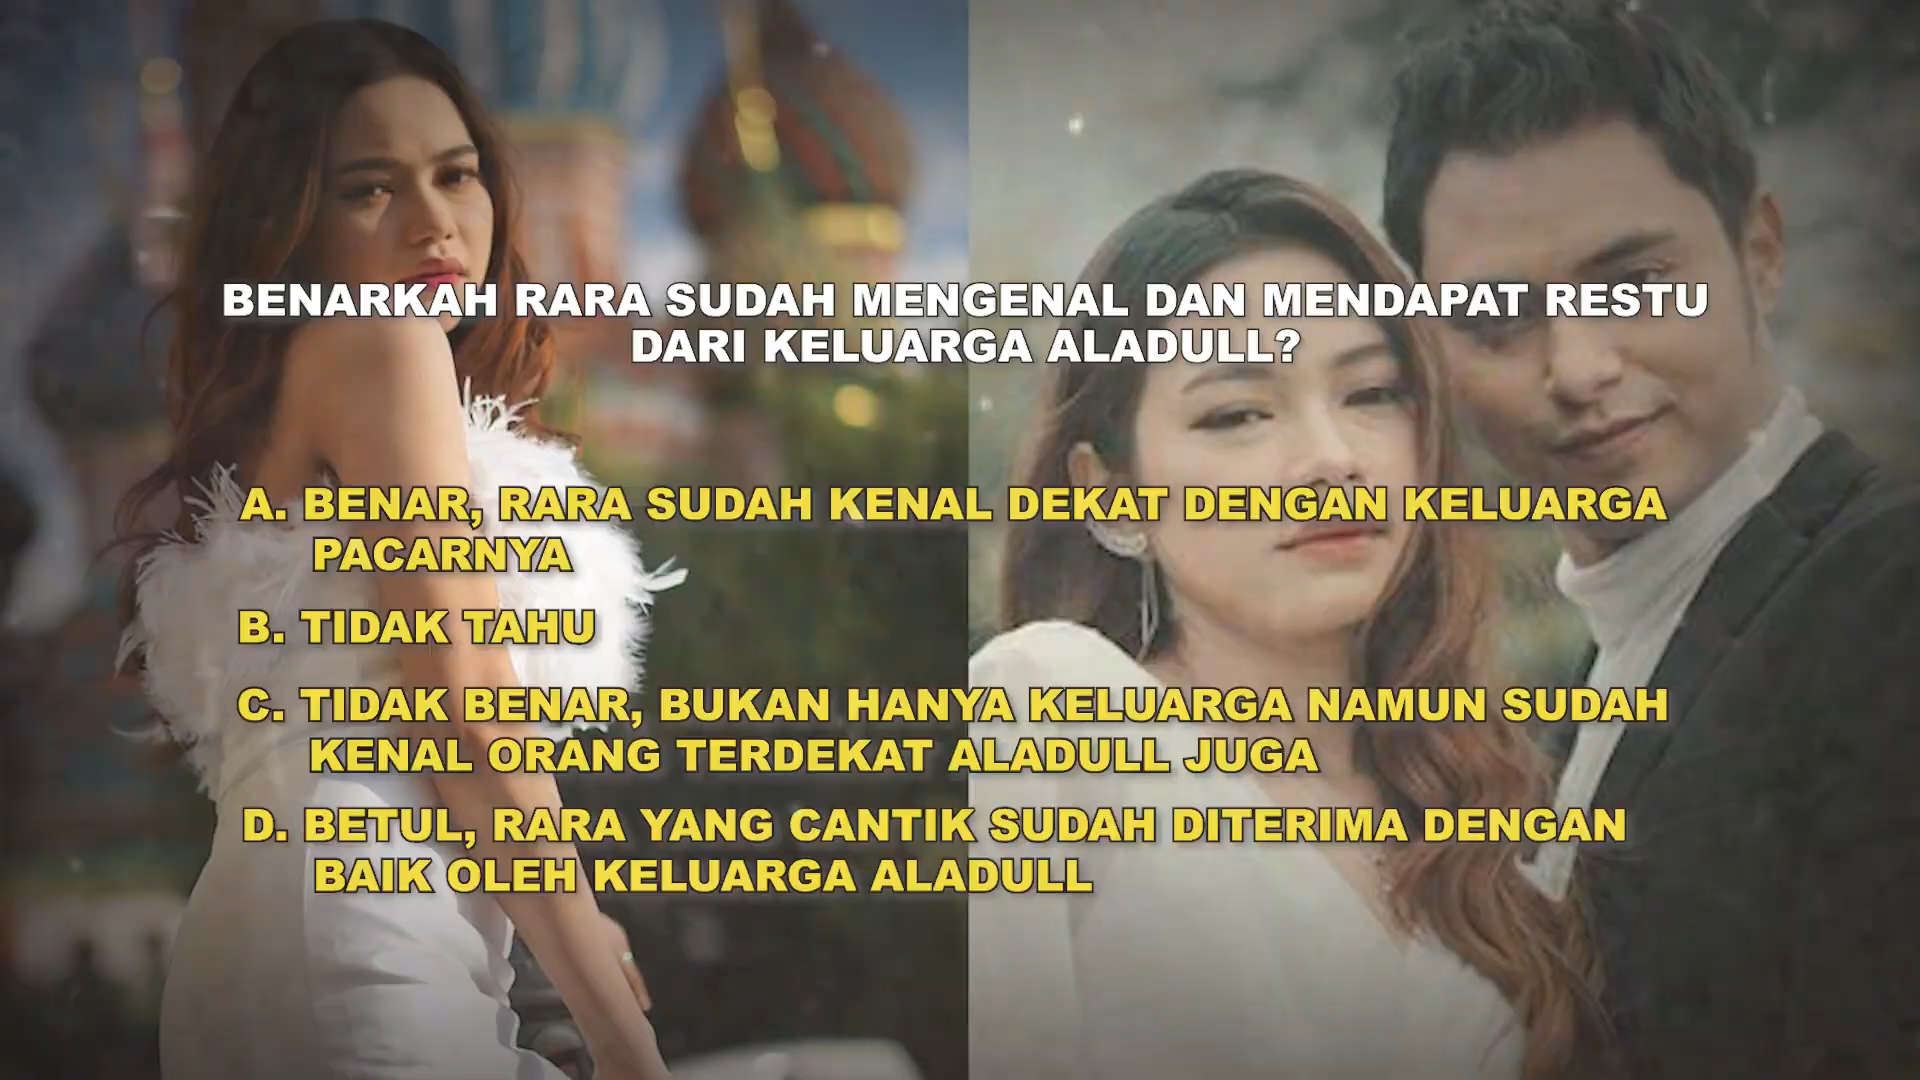 BENARKAH RARA SUDAH MENGENAL DAN MENDAPAT RESTU
DARI KELUARGA ALADULL?
A. BENAR, RARA SUDAH KENAL DEKAT DENGAN KELUARGA
PACARNYA
B. TIDAK TAHU
C. TIDAK BENAR, BUKAN HANYA KELUARGA NAMUN SUDAH
KENAL ORANG TERDEKAT ALADULL JUGA
D. BETUL, RARA YANG CANTIK SUDAH DITERIMA DENGAN
BAIK OLEH KELUARGA ALADULL